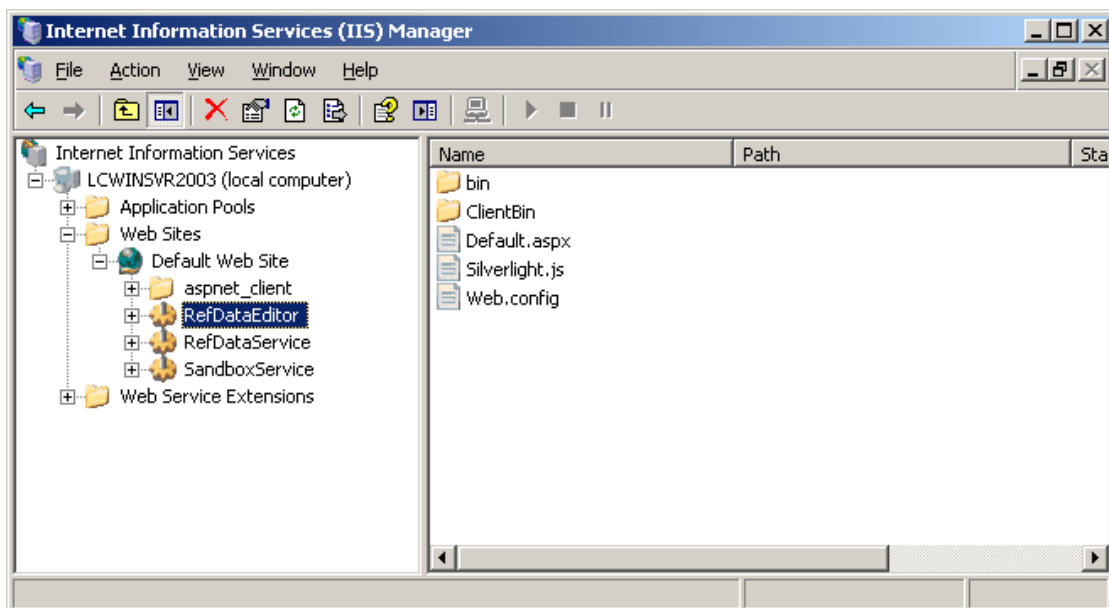 Internet Information Services (IIS) Manager
File Action View Window Help
Internet Information Services
LCWINSVR2003 (local computer)
Application Pools
Web Sites
Default Web Site
aspnet_client
RefDataEditor
RefDataService
SandboxService
Web Service Extensions
Name Path Sta
bin
ClientBin
Default.aspx
Silverlight.js
Web.config